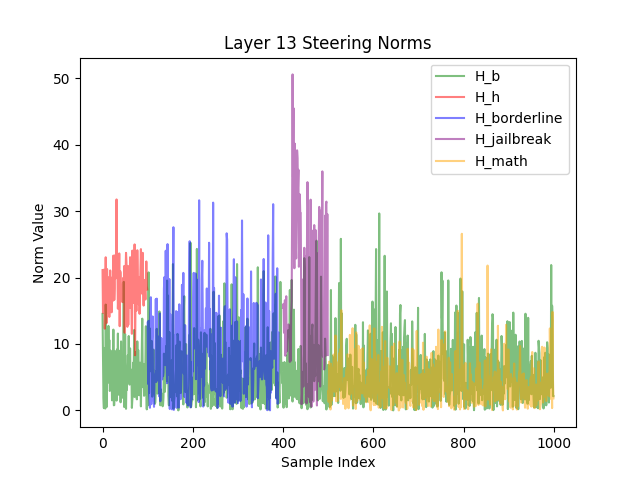 Layer 13 Steering Norms
Norm Value
50
40
30
20
10
0
H_b
H_h
H_borderline
H_jailbreak
H_math
0
200
400
600
800
1000
Sample Index